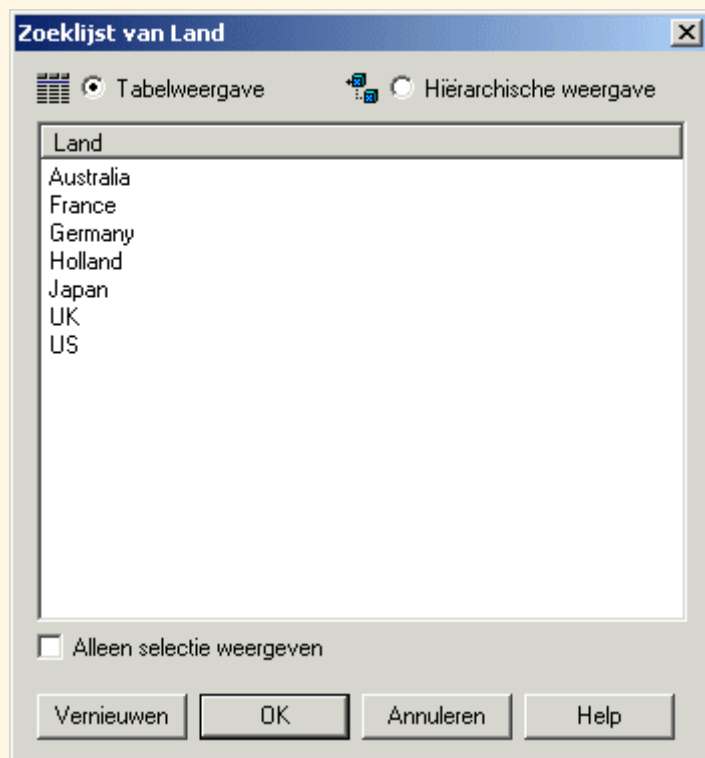 Zoeklijst van Land
Tabelweergave Hiërarchische weergave
Land
Australia
France
Germany
Holland
Japan
UK
US
Alleen selectie weergeven
Vernieuwen OK Annuleren Help